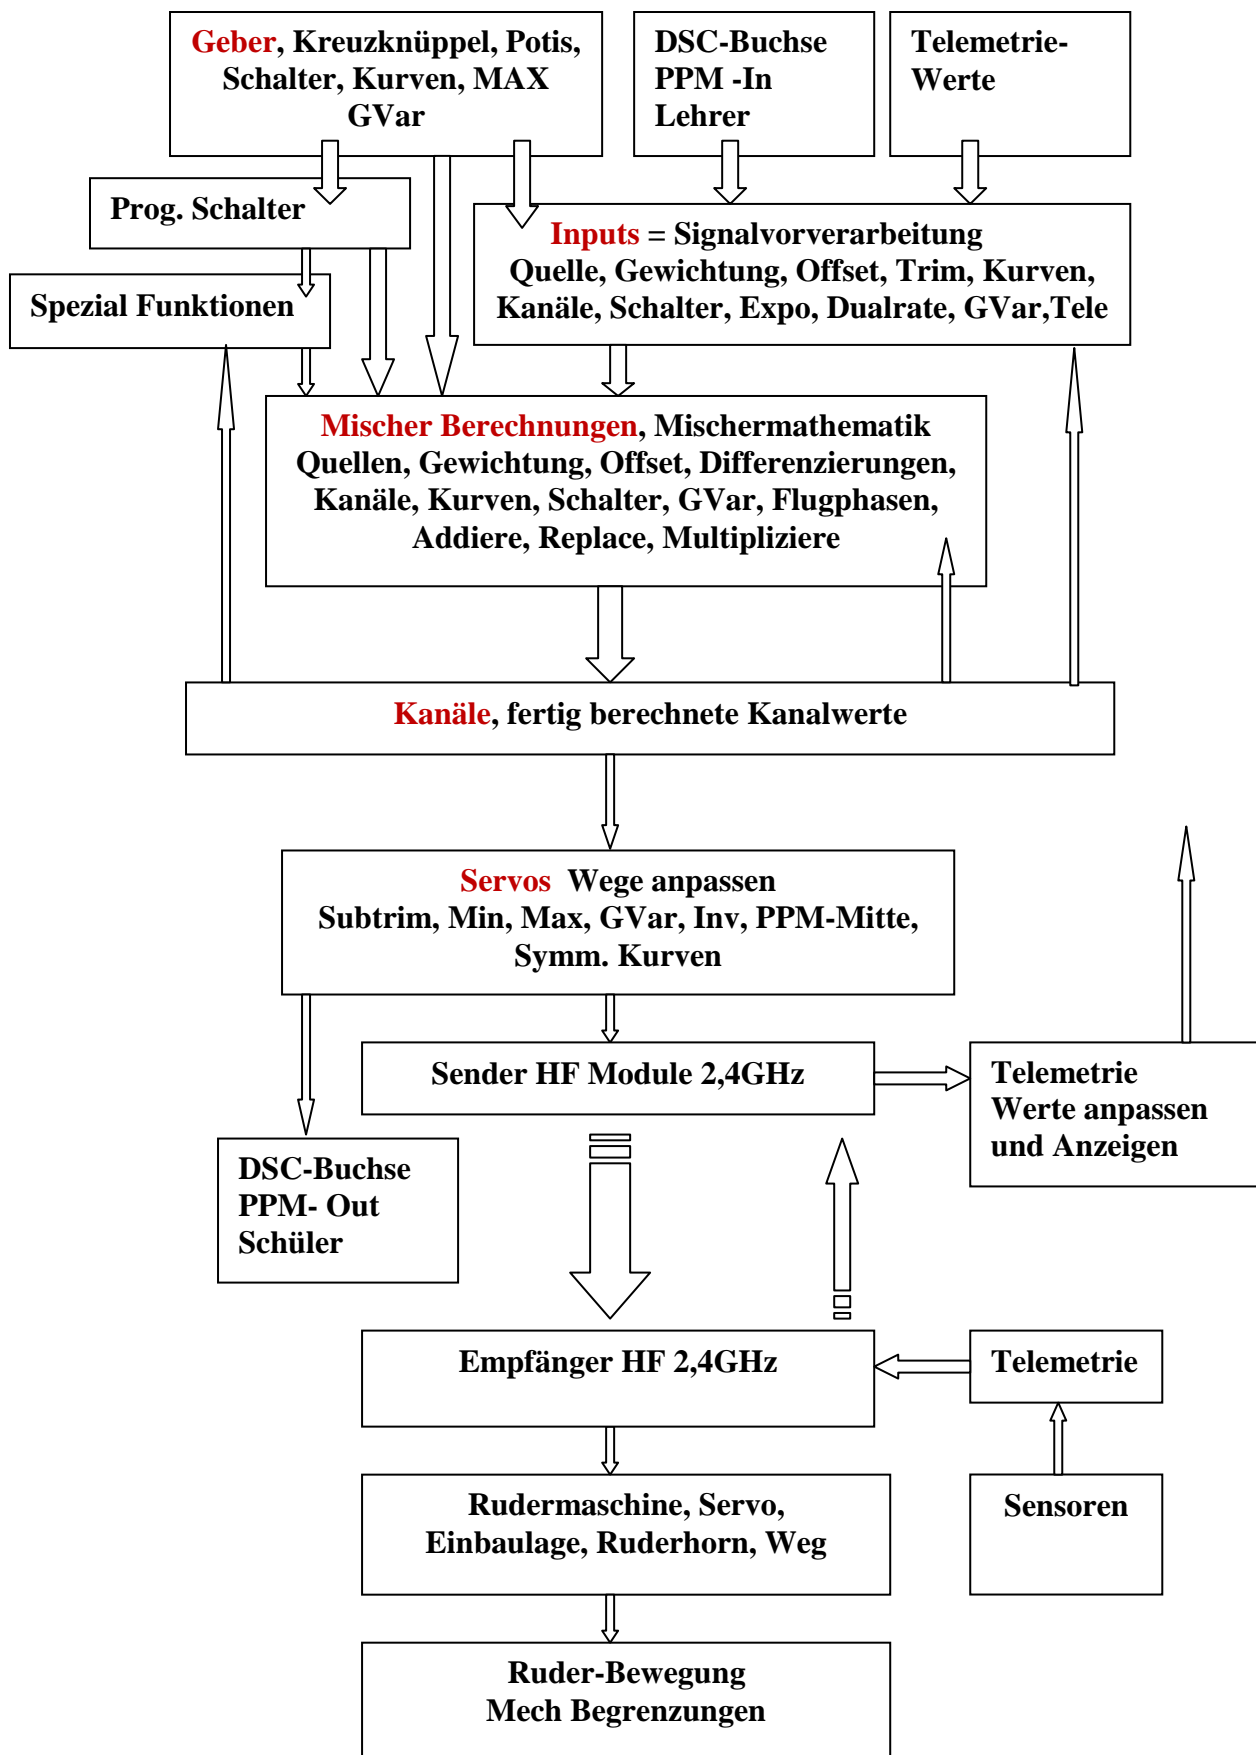 Geber, Kreuzknüppel, Potis,
Schalter, Kurven, MAX
GVar
DSC-Buchse
PPM -In
Lehrer
Telemetrie-
Werte
Prog. Schalter
Inputs = Signalvorverarbeitung
Quelle, Gewichtung, Offset, Trim, Kurven,
Kanäle, Schalter, Expo, Dualrate, GVar,Tele
Spezial Funktionen
Mischer Berechnungen, Mischermathematik
Quellen, Gewichtung, Offset, Differenzierungen,
Kanäle, Kurven, Schalter, GVar, Flugphasen,
Addiere, Replace, Multipliziere
Kanäle, fertig berechnete Kanalwerte
Servos  Wege anpassen
Subtrim, Min, Max, GVar, Inv, PPM-Mitte,
Symm. Kurven
Sender HF Module 2,4GHz
Telemetrie
Werte anpassen
und Anzeigen
DSC-Buchse
PPM- Out
Schüler
Empfänger HF 2,4GHz
Telemetrie
Rudermaschine, Servo,
Einbaulage, Ruderhorn, Weg
Sensoren
Ruder-Bewegung
Mech Begrenzungen